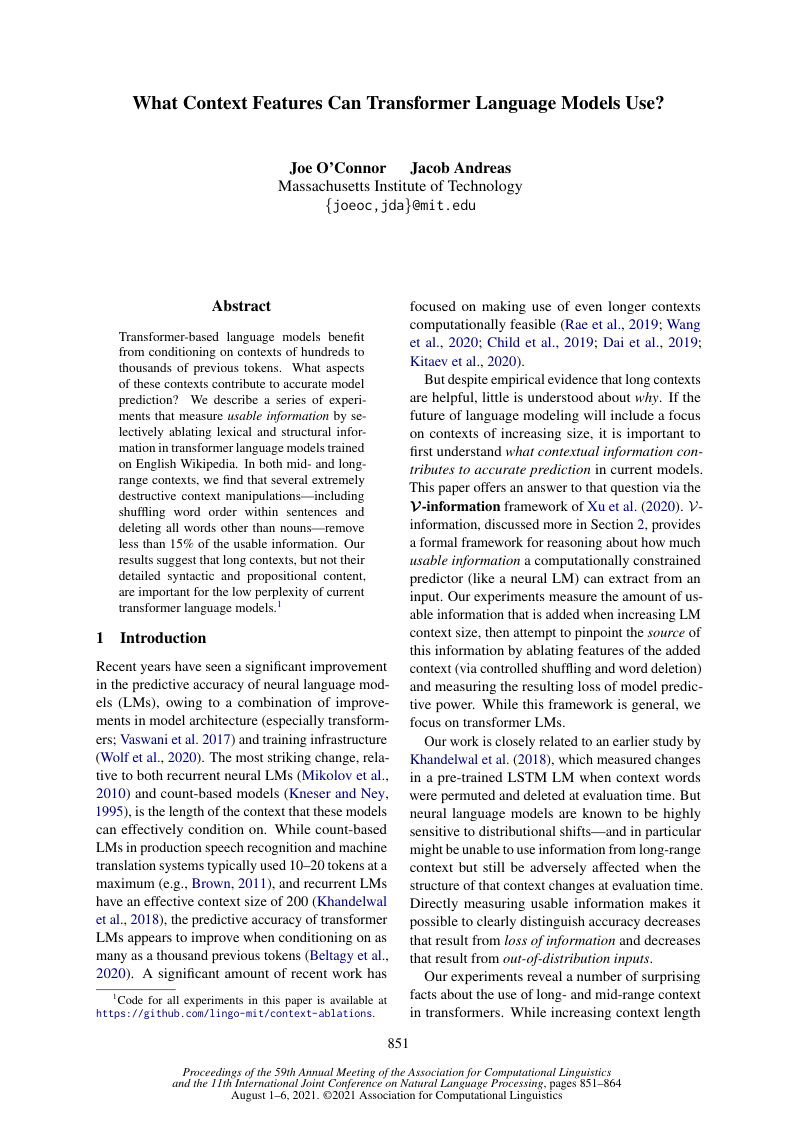 What Context Features Can Transformer Language Models Use?
Joe O'Connor Jacob Andreas
Massachusetts Institute of Technology
{joeoc,jda}@mit.edu
Abstract
Transformer-based language models benefit
from conditioning on contexts of hundreds to
thousands of previous tokens. What aspects
of these contexts contribute to accurate model
prediction? We describe a series of experi-
ments that measure usable information by se-
lectively ablating lexical and structural infor-
mation in transformer language models trained
on English Wikipedia. In both mid- and long-
range contexts, we find that several extremely
destructive context manipulations—including
shuffling word order within sentences and
deleting all words other than nouns—remove
less than 15% of the usable information. Our
results suggest that long contexts, but not their
detailed syntactic and propositional content,
are important for the low perplexity of current
transformer language models.1
1 Introduction
Recent years have seen a significant improvement
in the predictive accuracy of neural language mod-
els (LMs), owing to a combination of improve-
ments in model architecture (especially transform-
ers; Vaswani et al. 2017) and training infrastructure
(Wolf et al., 2020). The most striking change, rela-
tive to both recurrent neural LMs (Mikolov et al.,
2010) and count-based models (Kneser and Ney,
1995), is the length of the context that these models
can effectively condition on. While count-based
LMs in production speech recognition and machine
translation systems typically used 10–20 tokens at a
maximum (e.g., Brown, 2011), and recurrent LMs
have an effective context size of 200 (Khandelwal
et al., 2018), the predictive accuracy of transformer
LMs appears to improve when conditioning on as
many as a thousand previous tokens (Beltagy et al.,
2020). A significant amount of recent work has
1Code for all experiments in this paper is available at
https://github.com/lingo-mit/context-ablations.
focused on making use of even longer contexts
computationally feasible (Rae et al., 2019; Wang
et al., 2020; Child et al., 2019; Dai et al., 2019;
Kitaev et al., 2020).
But despite empirical evidence that long contexts
are helpful, little is understood about why. If the
future of language modeling will include a focus
on contexts of increasing size, it is important to
first understand what contextual information con-
tributes to accurate prediction in current models.
This paper offers an answer to that question via the
V-information framework of Xu et al. (2020). V-
information, discussed more in Section 2, provides
a formal framework for reasoning about how much
usable information a computationally constrained
predictor (like a neural LM) can extract from an
input. Our experiments measure the amount of us-
able information that is added when increasing LM
context size, then attempt to pinpoint the source of
this information by ablating features of the added
context (via controlled shuffling and word deletion)
and measuring the resulting loss of model predic-
tive power. While this framework is general, we
focus on transformer LMs.
Our work is closely related to an earlier study by
Khandelwal et al. (2018), which measured changes
in a pre-trained LSTM LM when context words
were permuted and deleted at evaluation time. But
neural language models are known to be highly
sensitive to distributional shifts—and in particular
might be unable to use information from long-range
context but still be adversely affected when the
structure of that context changes at evaluation time.
Directly measuring usable information makes it
possible to clearly distinguish accuracy decreases
that result from loss of information and decreases
that result from out-of-distribution inputs.
Our experiments reveal a number of surprising
facts about the use of long- and mid-range context
in transformers. While increasing context length
851
Proceedings of the 59th Annual Meeting of the Association for Computational Linguistics
and the 11th International Joint Conference on Natural Language Processing, pages 851–864
August 1–6, 2021. ©2021 Association for Computational Linguistics